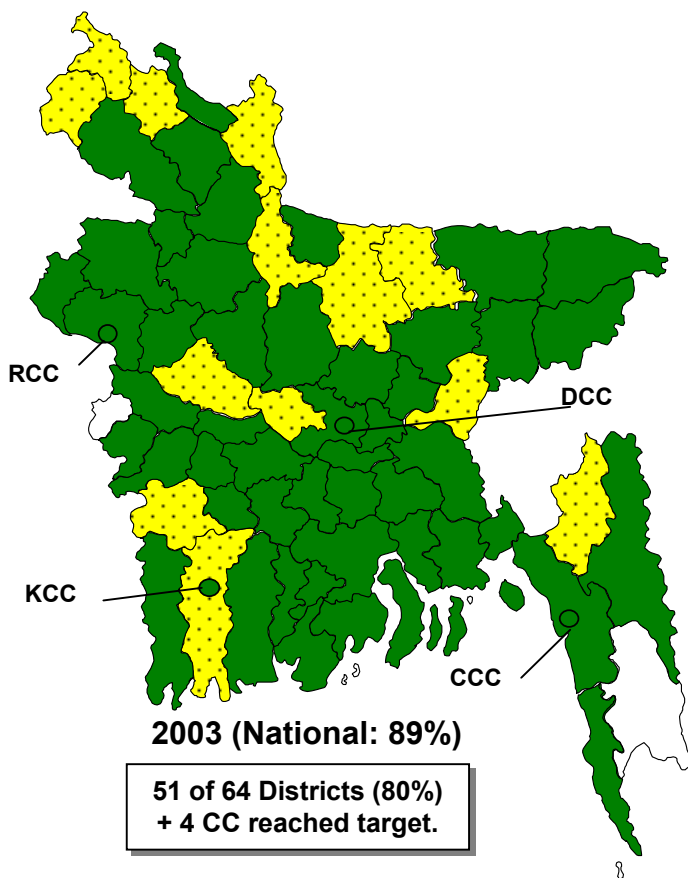 RCC
DCC
KCC
CCC
2003 (National: 89%)
51 of 64 Districts (80%)
+ 4 CC reached target.